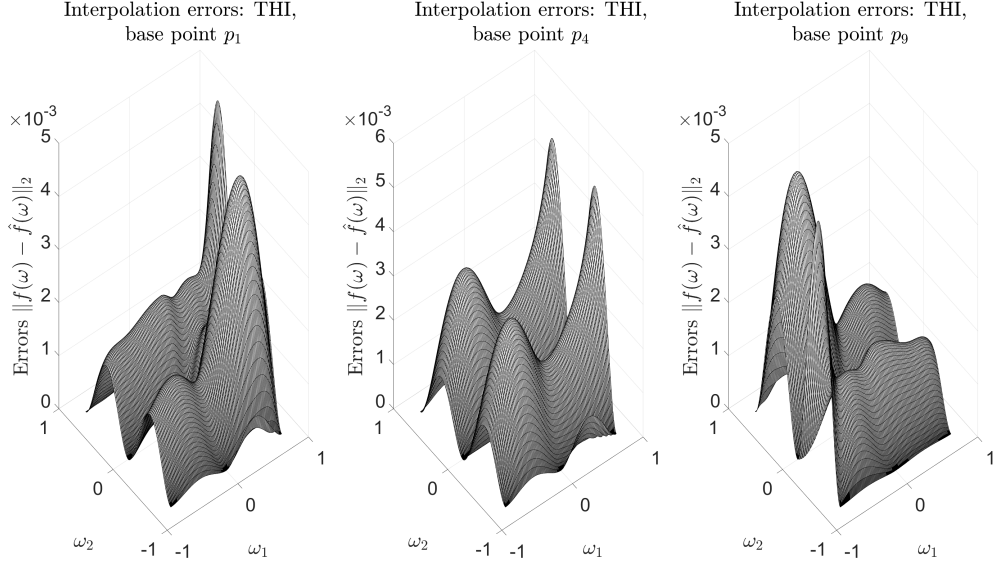 Interpolation errors: THI,
base point p₁
×10⁻³
5
4
3
2
1
0
Errors ||f(ω) − f̂(ω)||₂
1
0
-1
ω₂
-1
0
1
ω₁
Interpolation errors: THI,
base point p₄
×10⁻³
6
5
4
3
2
1
0
Errors ||f(ω) − f̂(ω)||₂
1
0
-1
ω₂
-1
0
1
ω₁
Interpolation errors: THI,
base point p₉
×10⁻³
5
4
3
2
1
0
Errors ||f(ω) − f̂(ω)||₂
1
0
-1
ω₂
-1
0
1
ω₁